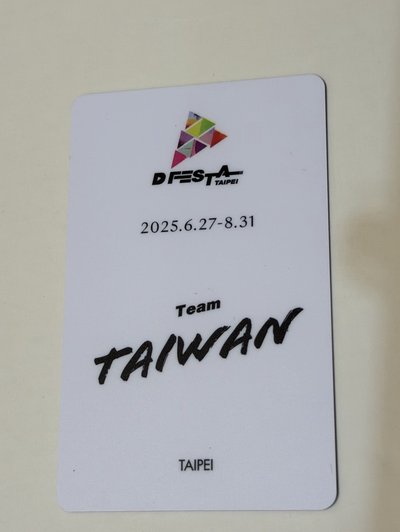 D'FESTA
TAIPEI
2025.6.27-8.31
Team
TAIWAN
TAIPEI